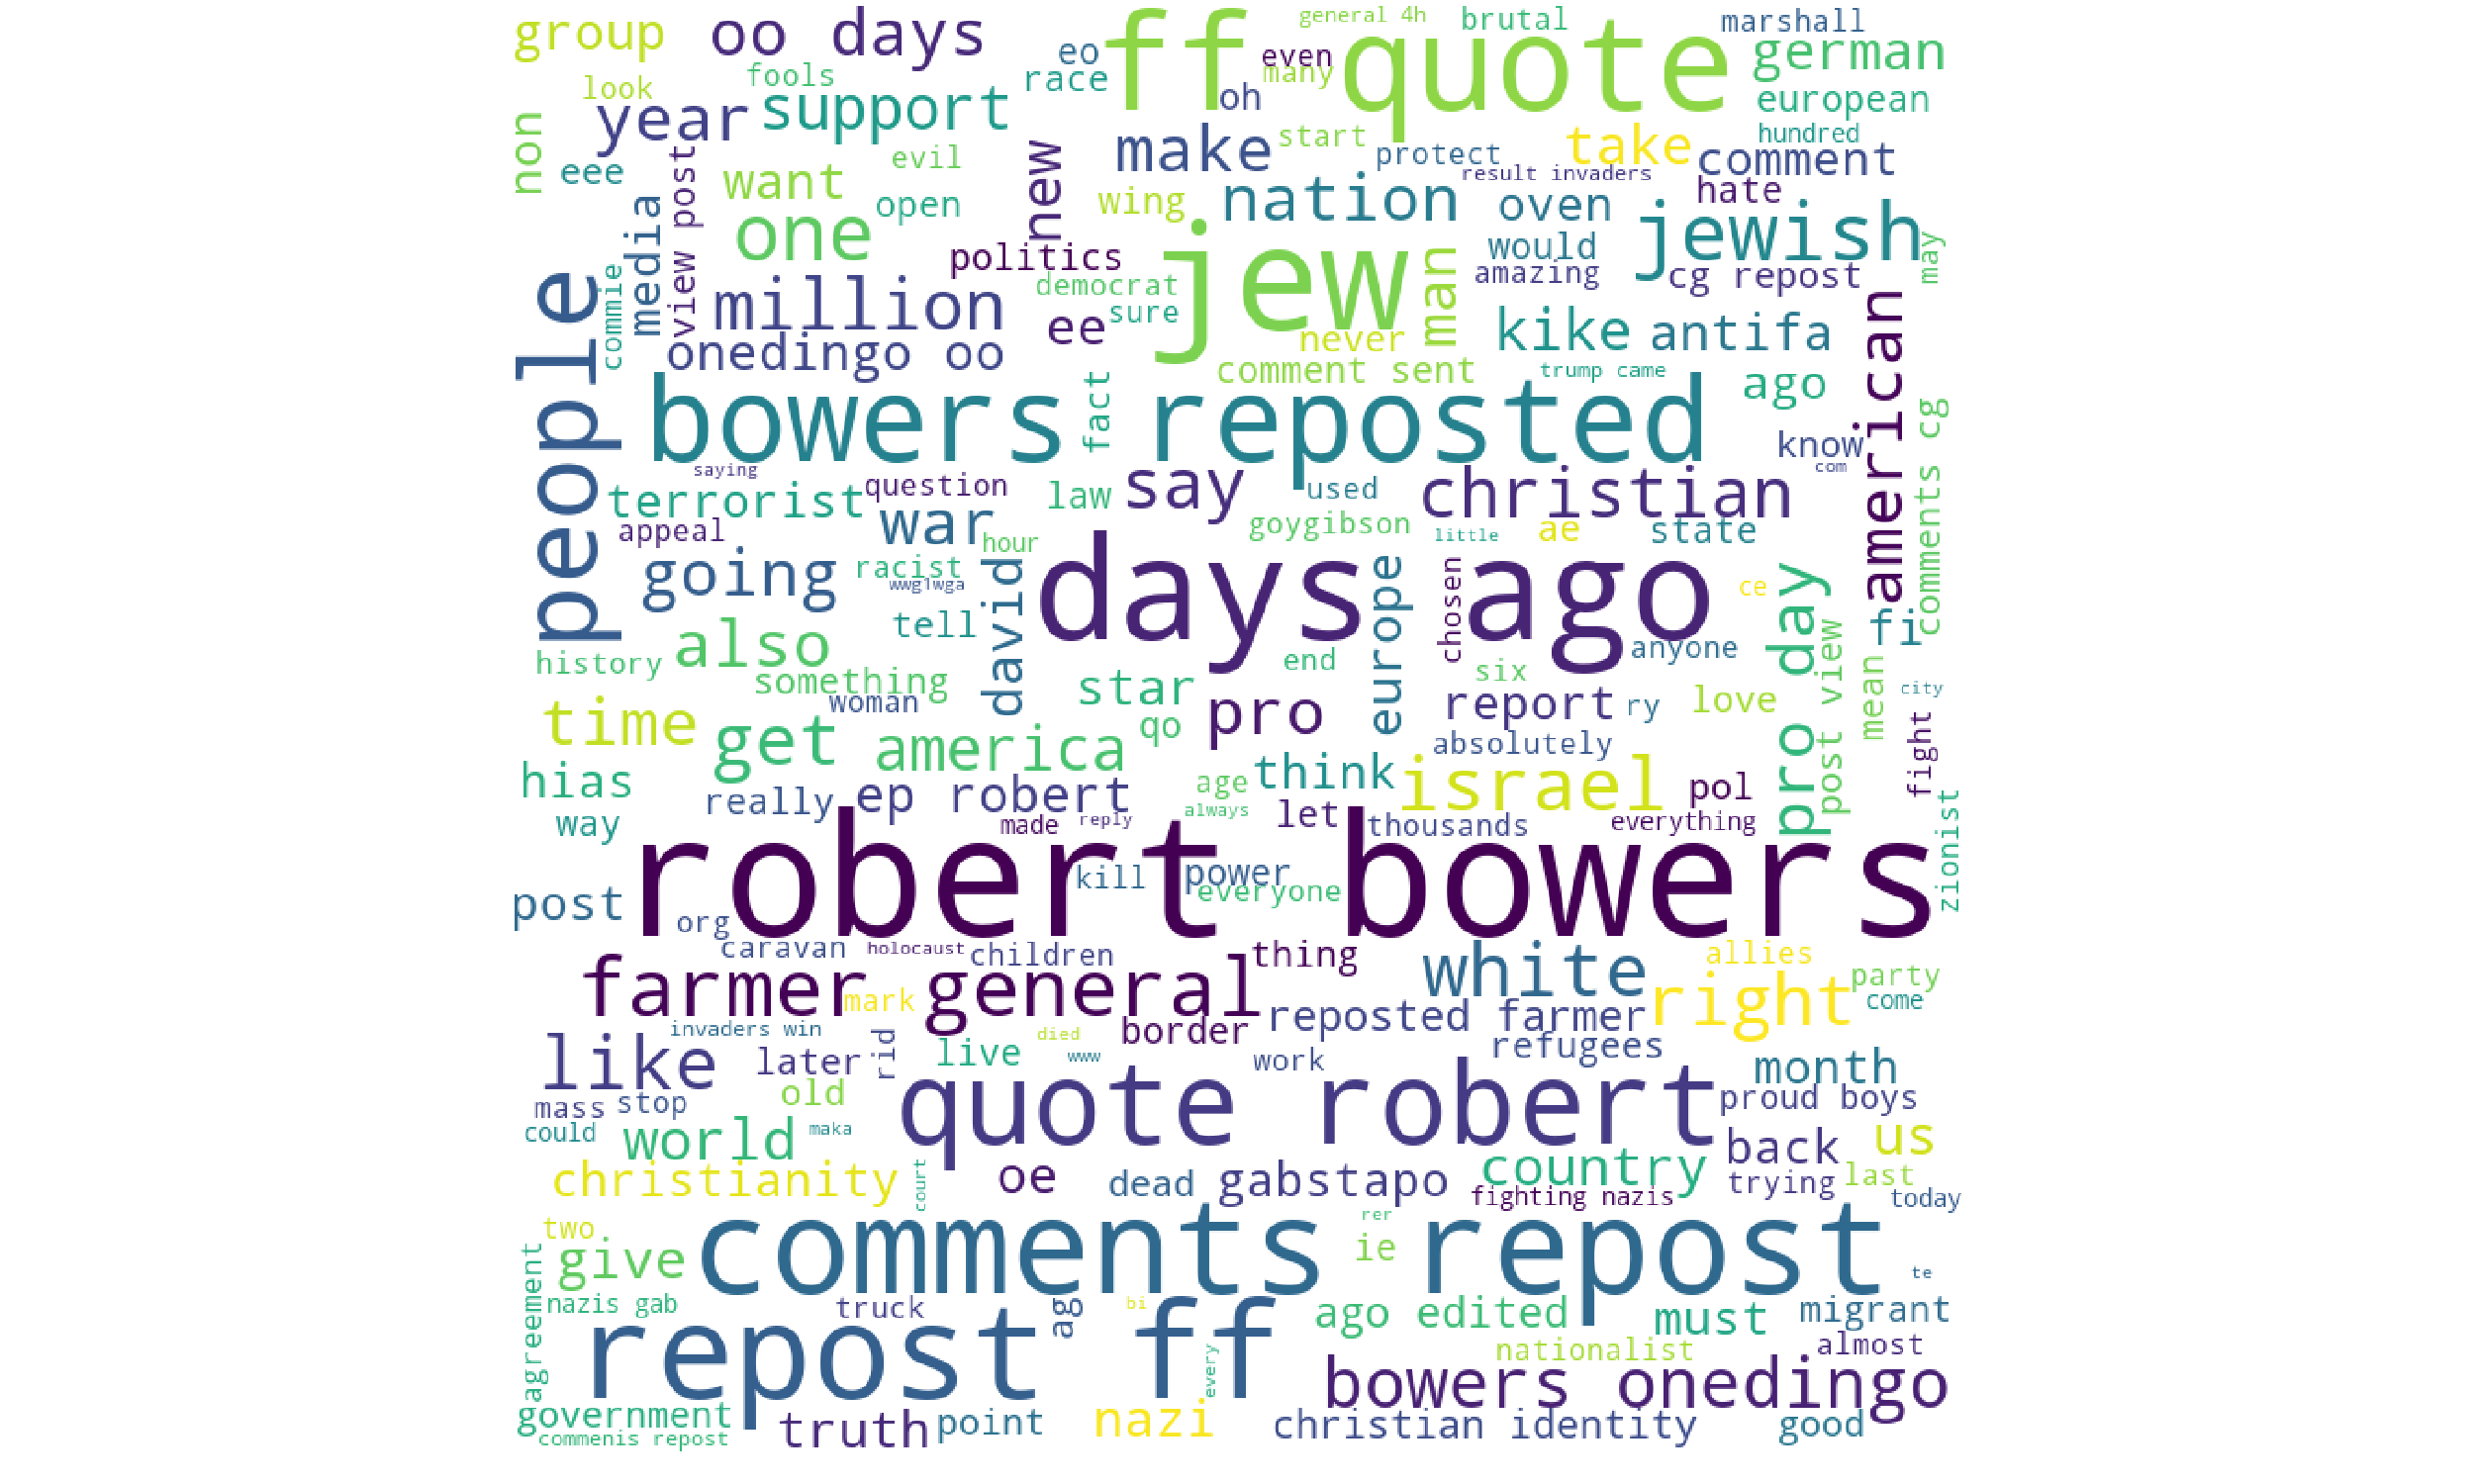 group
oo days
ff quote
general 4h
brutal
marshall
german
eo
even
fools
look
race
many
oh
european
year
support
non
make
start
take
hundred
comment
protect
result invaders
eee
evil
want
new
view post
media
open
wing
nation
oven
hate
jewish
one
would
politics
jew
man
amazing
cg repost
may
people
commie
million
democrat
sure
ee
never
kike
antifa
american
onedingo oo
comment sent
trump came
ago
bowers reposted
fact
comments cg
know
saying
com
terrorist
question
law
say
used
christian
appeal
war
goygibson
little
ae
state
hour
going
racist
wwg1wga
david
days ago
europe
chosen
ce
pro day
fi
tell
also
history
something
woman
end
six
anyone
post view
mean
city
star
pro
report
ry
love
fight
time
get
america
qo
absolutely
hias
really
ep robert
age
think
israel
pol
zionist
way
made
reply
always
let
thousands
everything
robert bowers
kill
power
everyone
post
org
caravan
holocaust
children
thing
white
allies
party
farmer general
mark
right
come
invaders win
died
border
reposted farmer
like
later
rid
live
www
work
refugees
month
mass
stop
old
quote robert
proud boys
could
world
maka
back
us
christianity
court
oe
dead
gabstapo
country
trying
last
fighting nazis
today
two
comments repost
rer
give
ie
te
agreement
nazis gab
truck
ag
bi
ago edited
must
migrant
repost ff
every
nationalist
almost
bowers onedingo
government
truth
point
nazi
christian identity
good
commenis repost